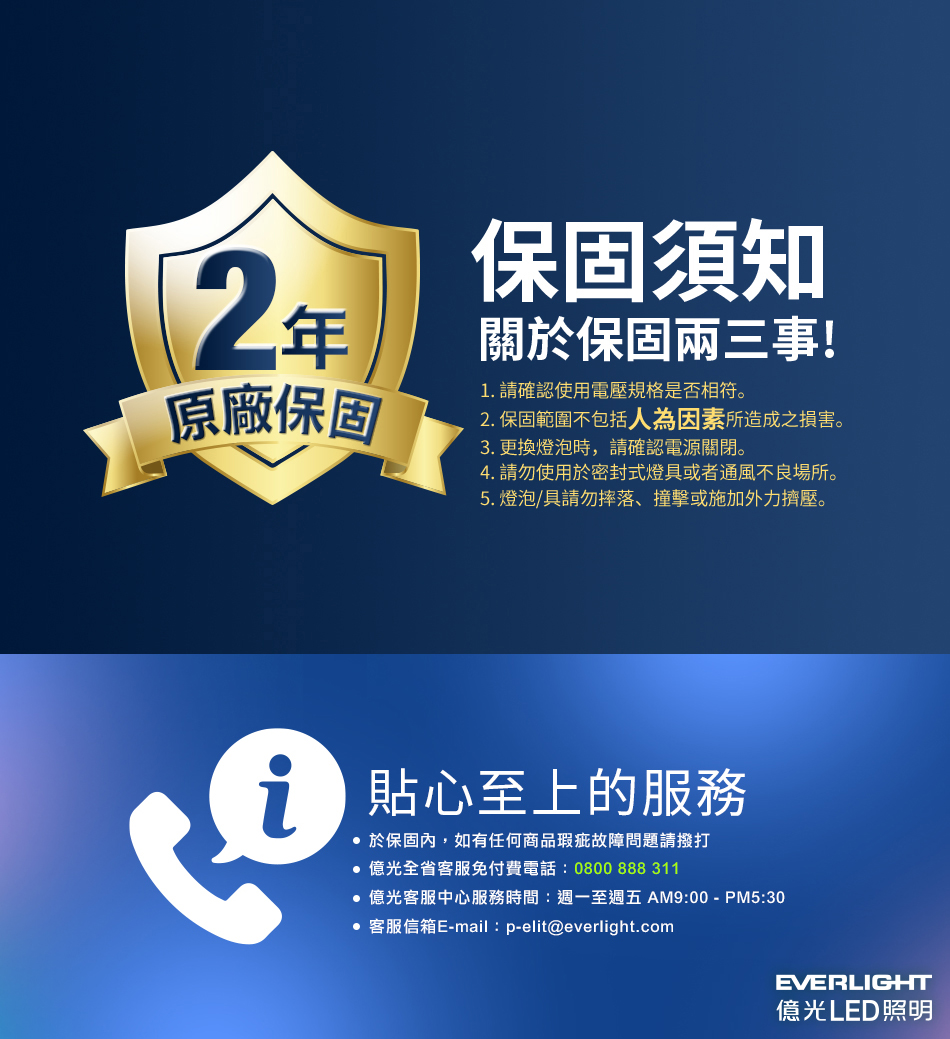 2年
原廠保固
保固須知
關於保固兩三事!
1. 請確認使用電壓規格是否相符。
2. 保固範圍不包括人為因素所造成之損害。
3. 更換燈泡時，請確認電源關閉。
4. 請勿使用於密封式燈具或者通風不良場所。
5. 燈泡/具請勿摔落、撞擊或施加外力擠壓。
i
貼心至上的服務
• 於保固內，如有任何商品瑕疵故障問題請撥打
• 億光全省客服免付費電話：0800 888 311
• 億光客服中心服務時間：週一至週五 AM9:00 - PM5:30
• 客服信箱E-mail：p-elit@everlight.com
EVERLIGHT
億光LED照明